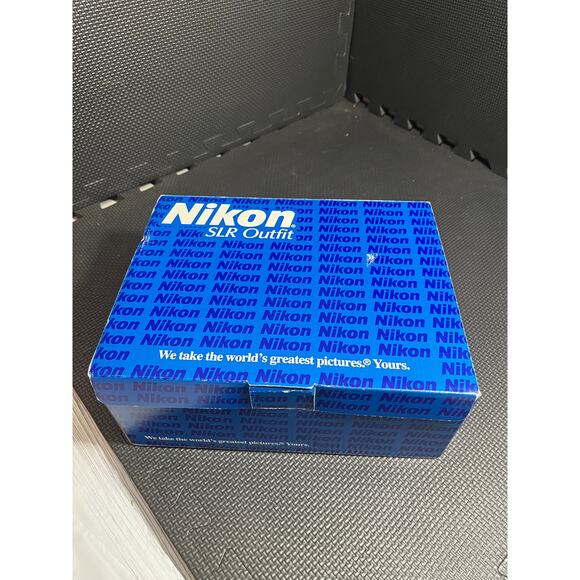 Nikon®
SLR Outfit
We take the world's greatest pictures.® Yours.
We take the world's greatest pictures.® Yours.